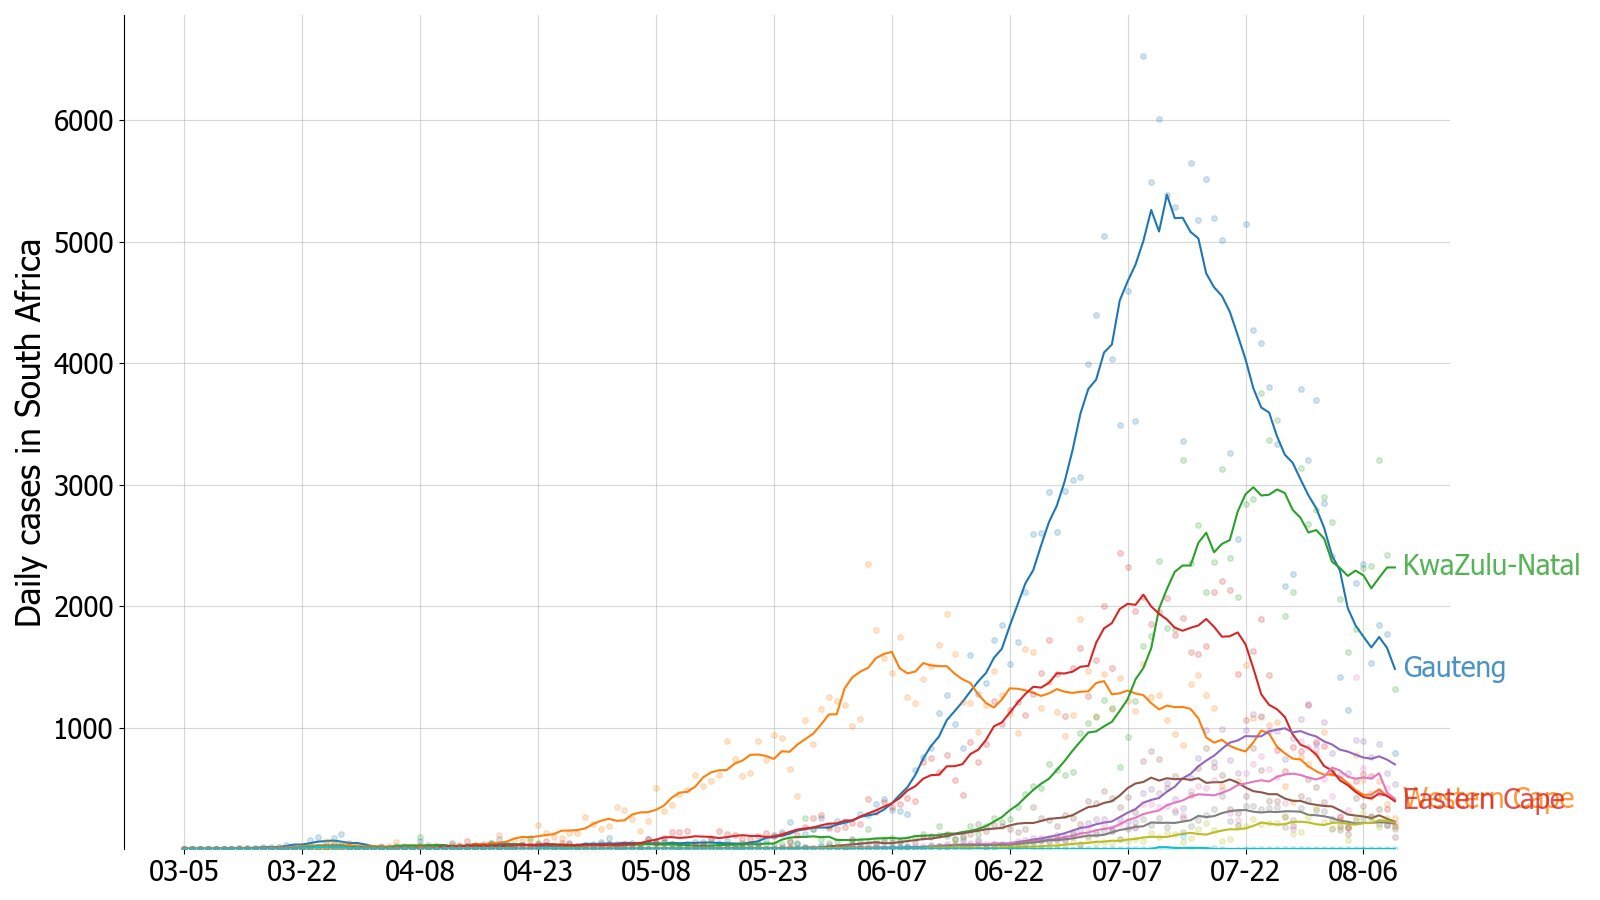 Daily cases in South Africa
6000
5000
4000
3000
2000
1000
KwaZulu-Natal
Gauteng
Western Cape
Eastern Cape
03-05 03-22 04-08 04-23 05-08 05-23 06-07 06-22 07-07 07-22 08-06